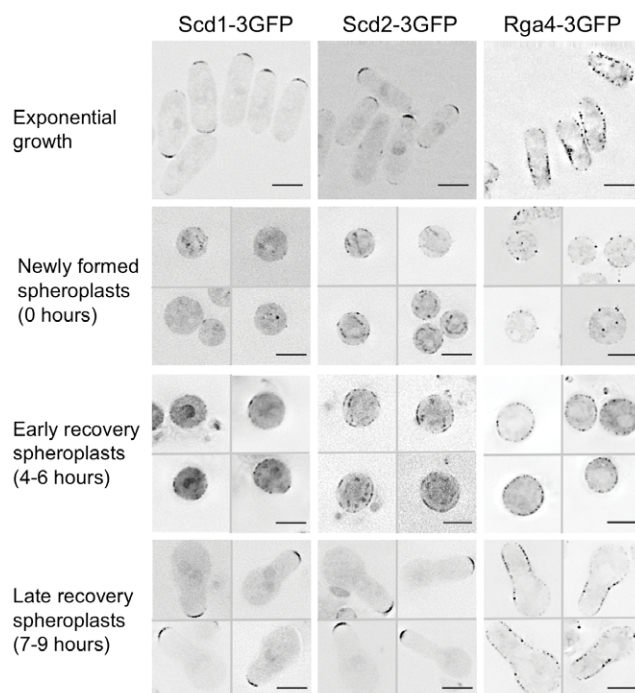 Scd1-3GFP Scd2-3GFP Rga4-3GFP
Exponential
growth
Newly formed
spheroplasts
(0 hours)
Early recovery
spheroplasts
(4-6 hours)
Late recovery
spheroplasts
(7-9 hours)